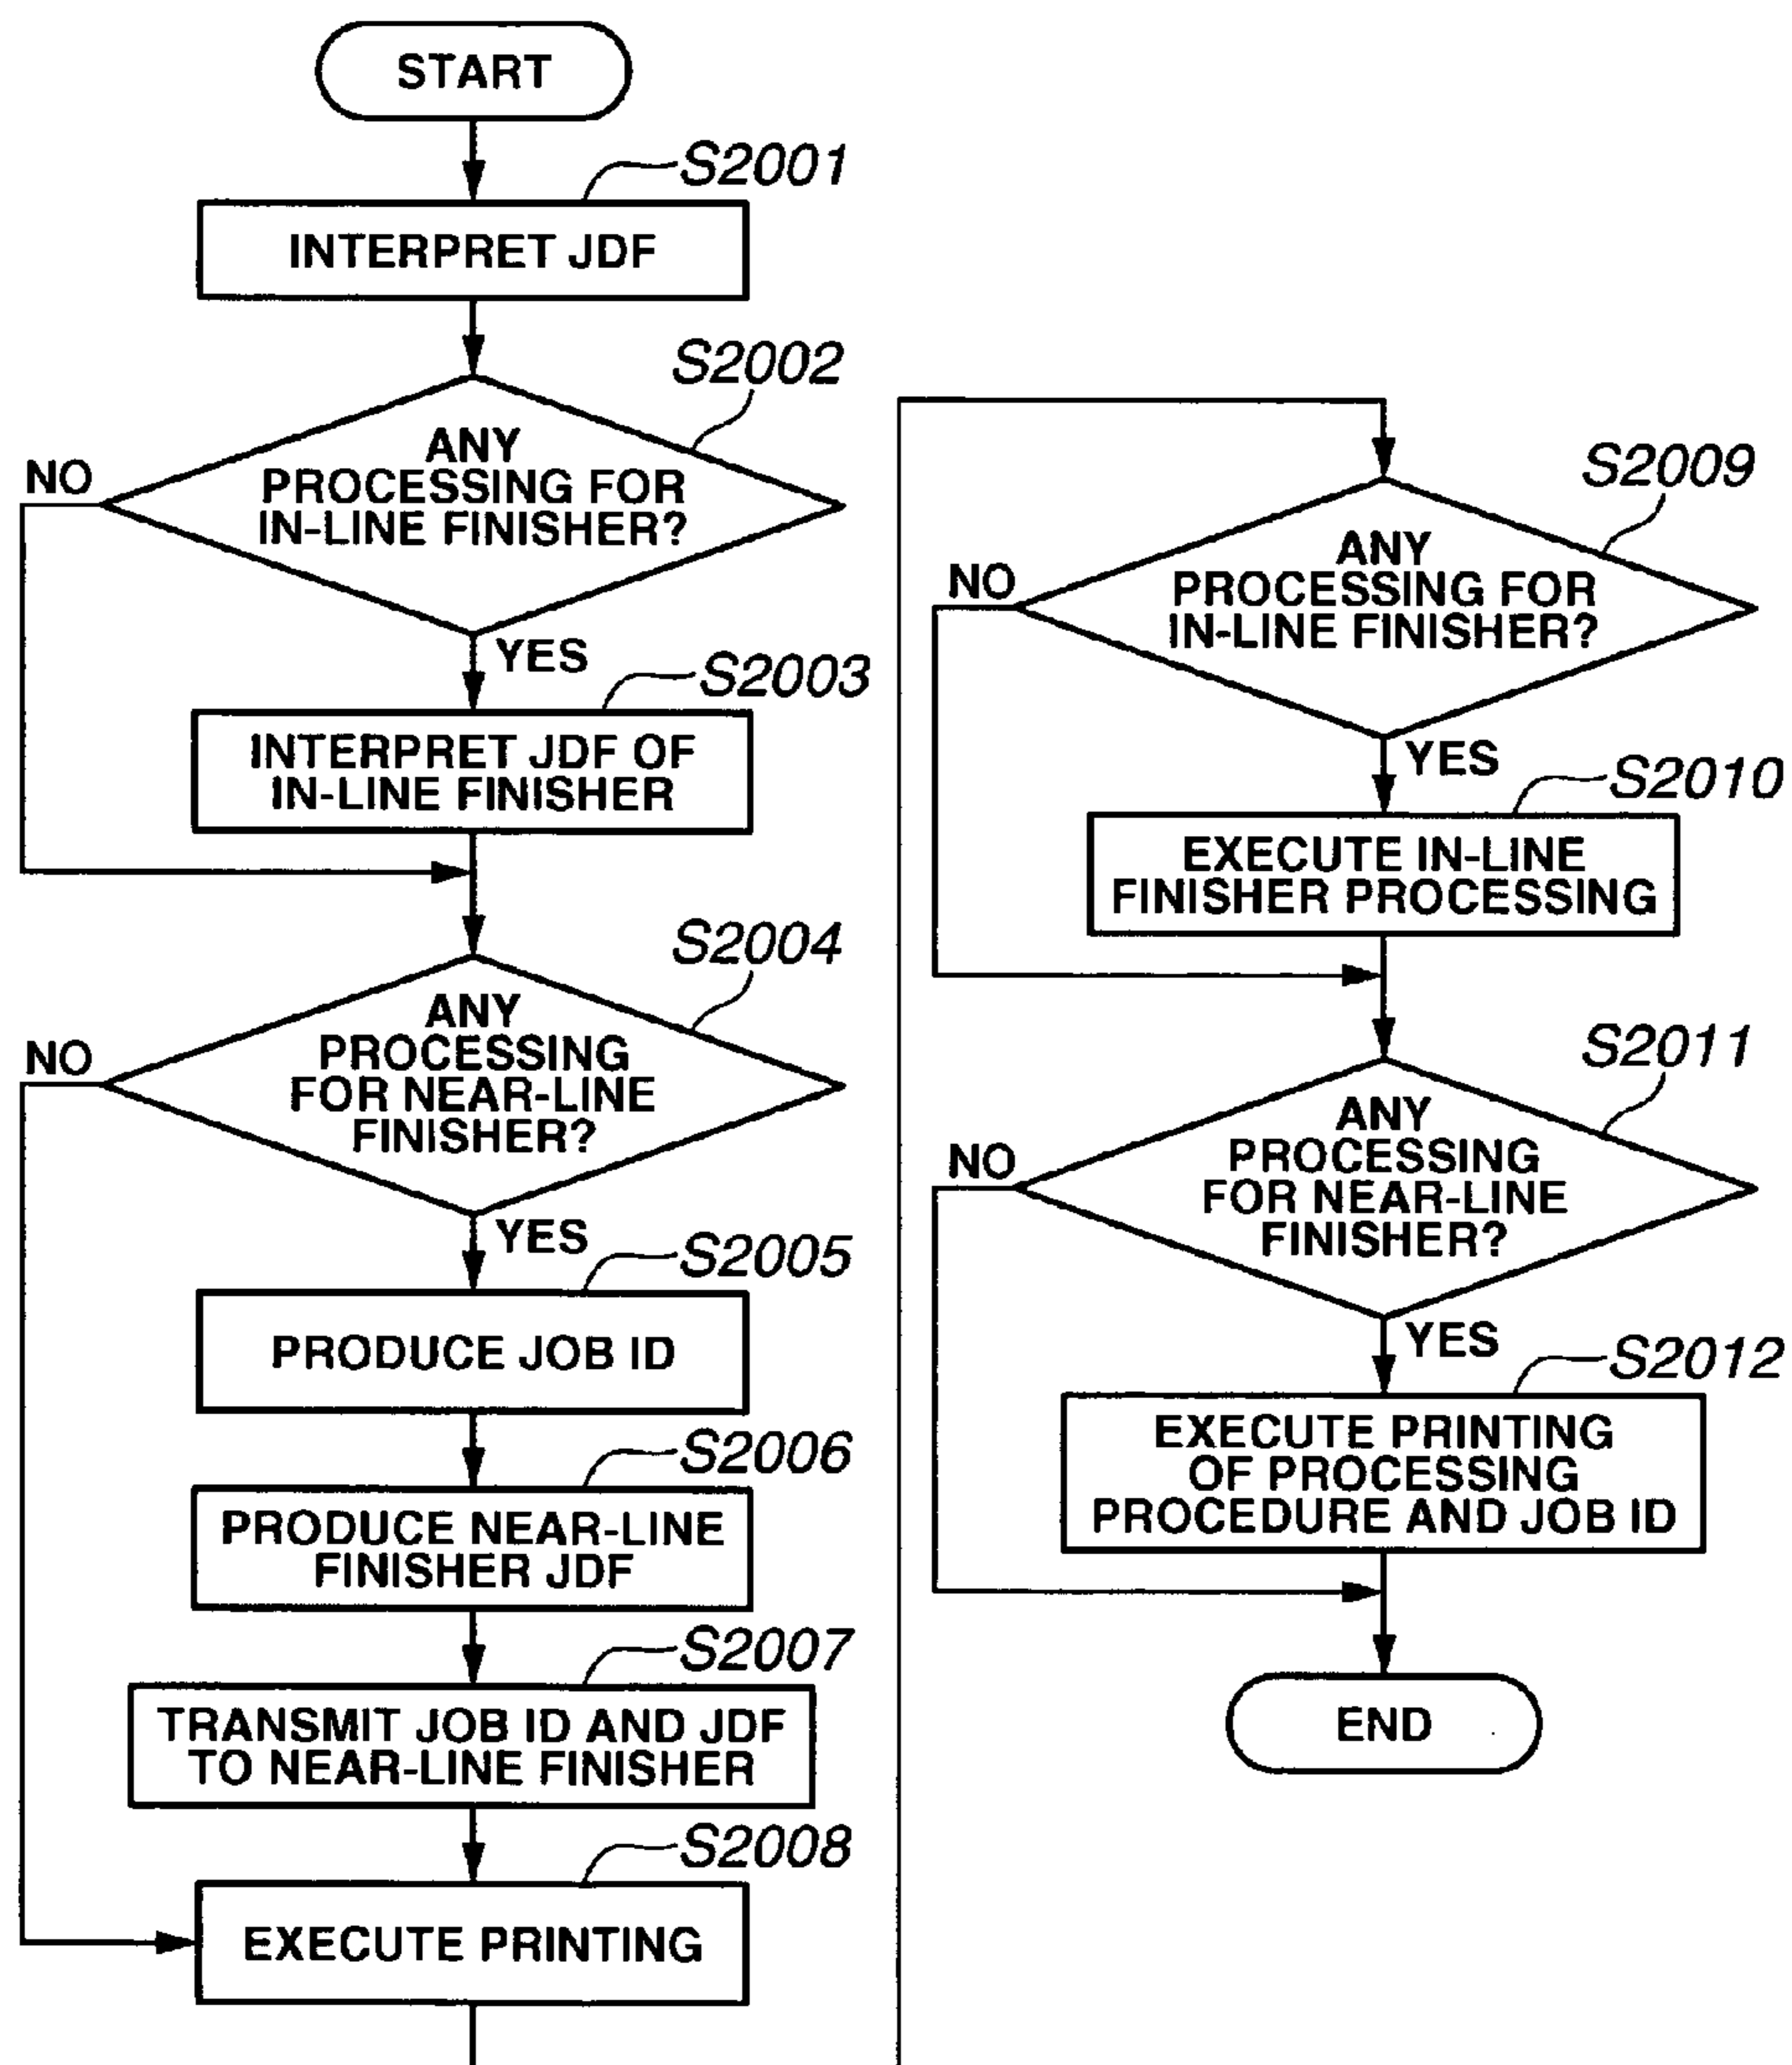 START
S2001
INTERPRET JDF
S2002
ANY
PROCESSING FOR
IN-LINE FINISHER?
NO
YES
S2003
INTERPRET JDF OF
IN-LINE FINISHER
S2004
ANY
PROCESSING
FOR NEAR-LINE
FINISHER?
NO
YES
S2005
PRODUCE JOB ID
S2006
PRODUCE NEAR-LINE
FINISHER JDF
S2007
TRANSMIT JOB ID AND JDF
TO NEAR-LINE FINISHER
S2008
EXECUTE PRINTING
S2009
ANY
PROCESSING FOR
IN-LINE FINISHER?
NO
YES
S2010
EXECUTE IN-LINE
FINISHER PROCESSING
S2011
ANY
PROCESSING
FOR NEAR-LINE
FINISHER?
NO
YES
S2012
EXECUTE PRINTING
OF PROCESSING
PROCEDURE AND JOB ID
END